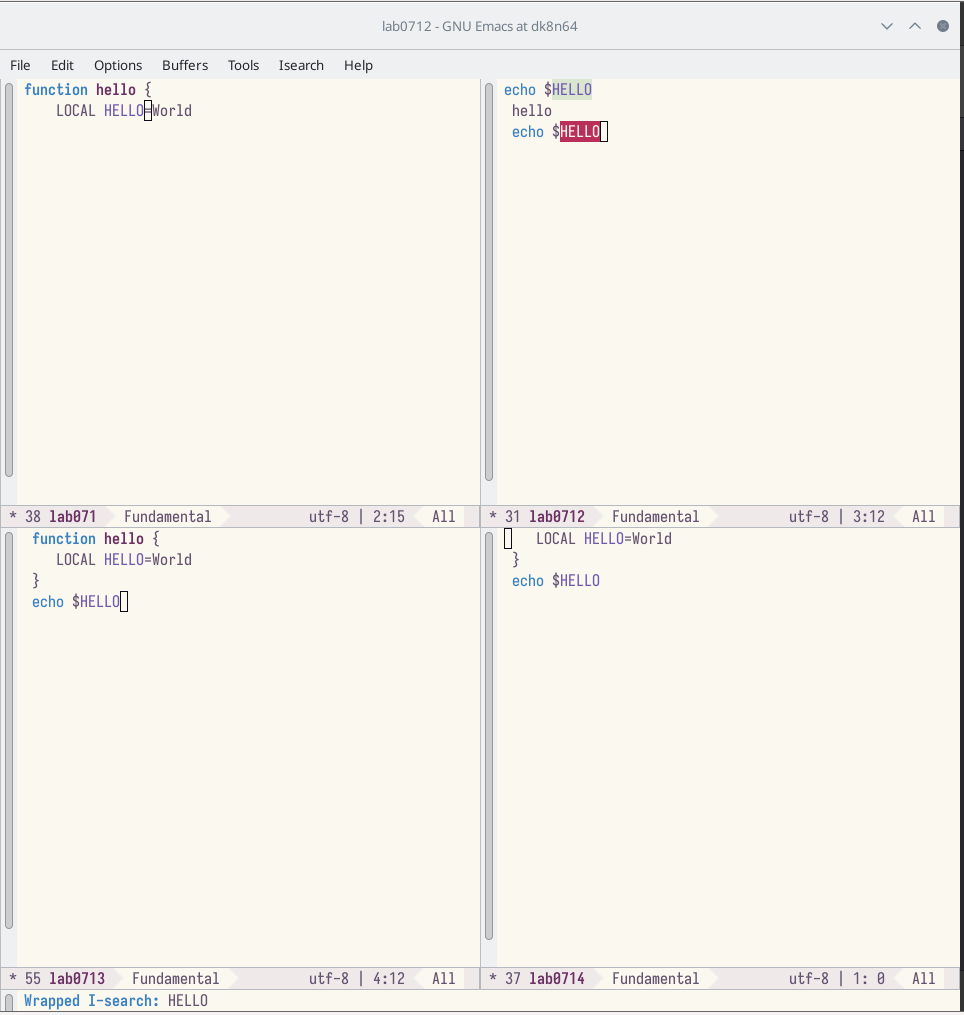 lab0712 - GNU Emacs at dk8n64
File Edit Options Buffers Tools Isearch Help
function hello {
LOCAL HELLO=World
* 38 lab071 Fundamental utf-8 | 2:15 All
echo $HELLO
hello
echo $HELLO
* 31 lab0712 Fundamental utf-8 | 3:12 All
function hello {
LOCAL HELLO=World
}
echo $HELLO
* 55 lab0713 Fundamental utf-8 | 4:12 All
LOCAL HELLO=World
}
echo $HELLO
* 37 lab0714 Fundamental utf-8 | 1: 0 All
Wrapped I-search: HELLO